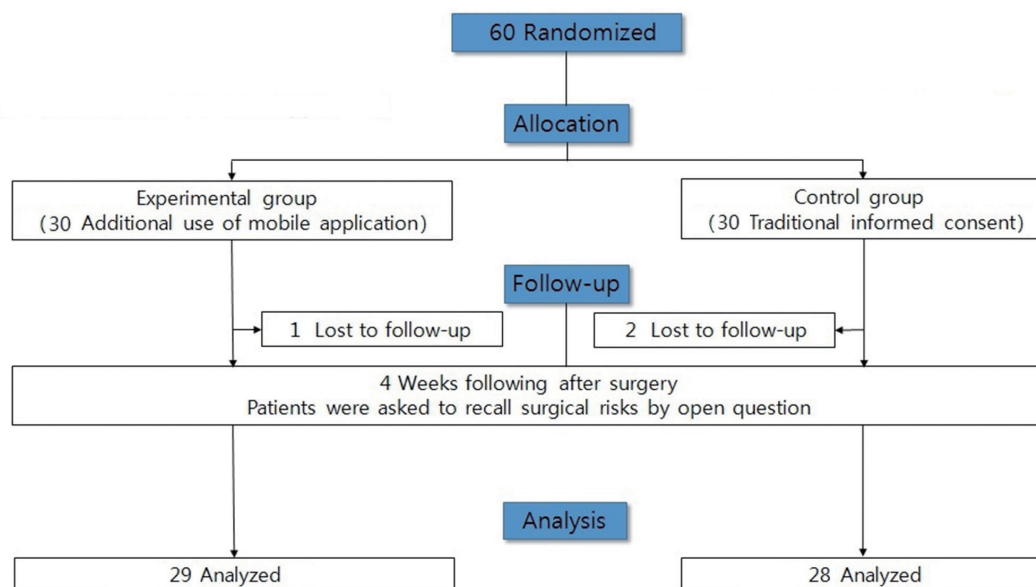 60 Randomized
Allocation
Experimental group
(30 Additional use of mobile application)
Control group
(30 Traditional informed consent)
Follow-up
1 Lost to follow-up
2 Lost to follow-up
4 Weeks following after surgery
Patients were asked to recall surgical risks by open question
Analysis
29 Analyzed
28 Analyzed